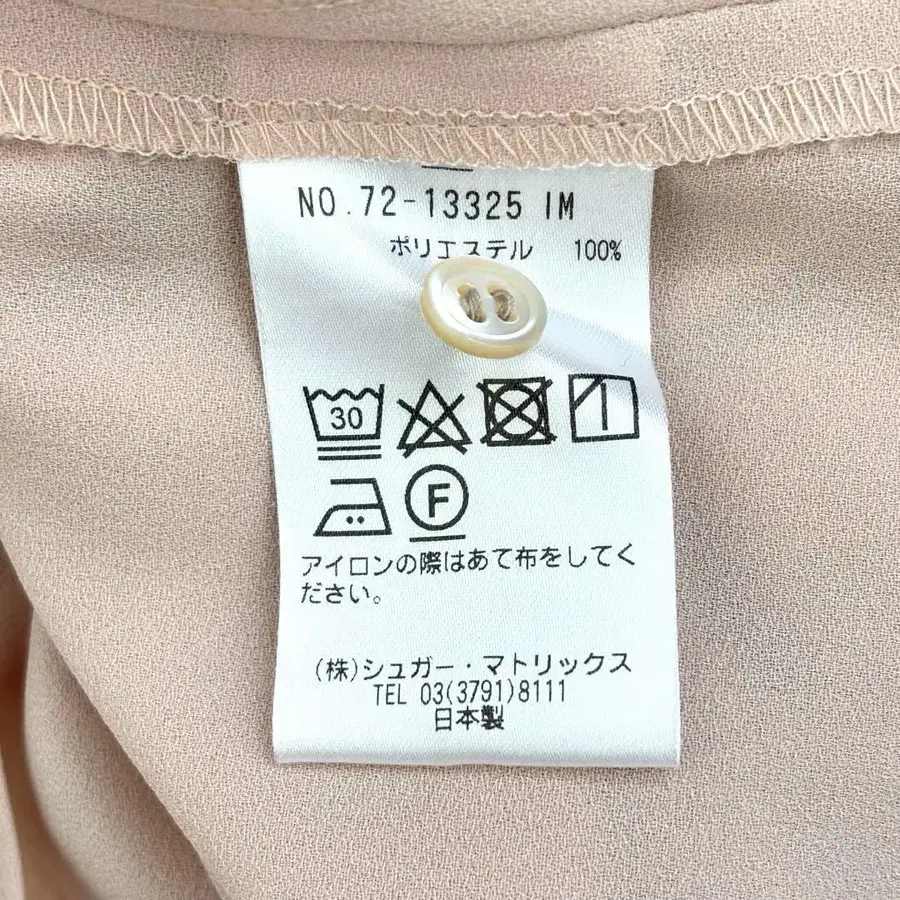 NO.72-13325 IM
ポリエステル 100%
30
F
アイロンの際はあて布をしてく
ださい。
(株)シュガー・マトリックス
TEL 03(3791)8111
日本製